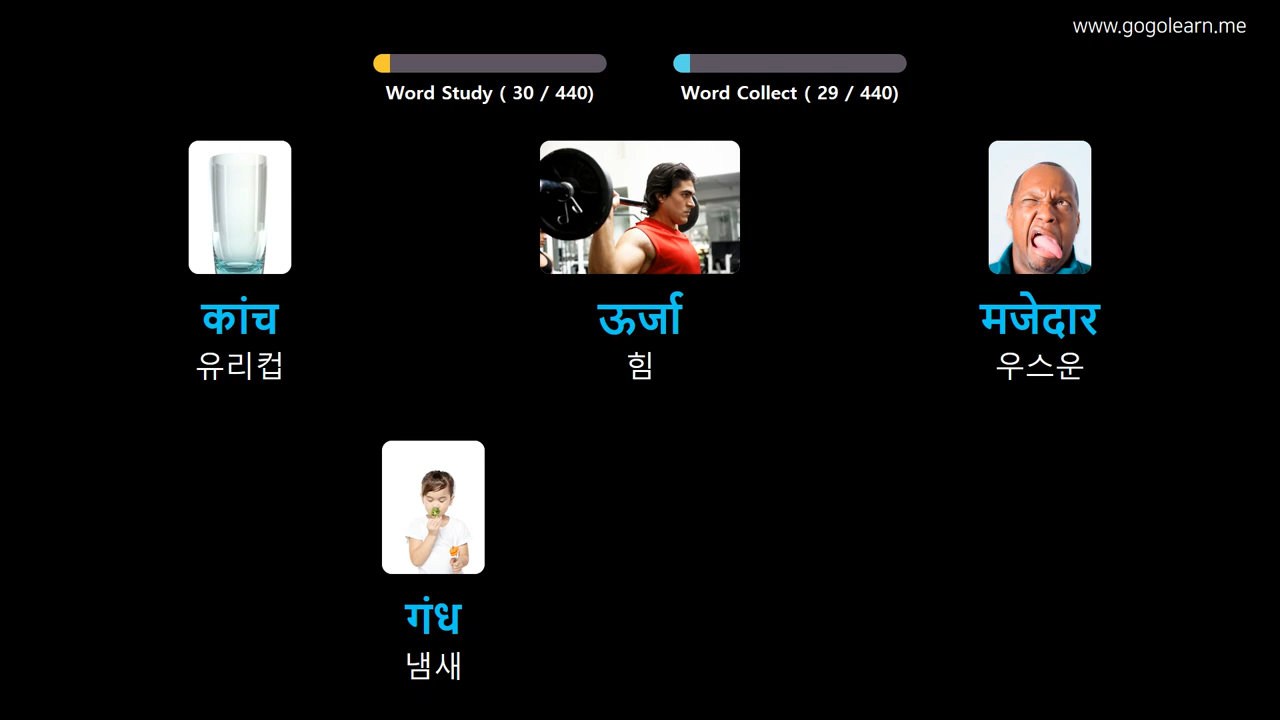 www.gogolearn.me
Word Study ( 30 / 440)
Word Collect ( 29 / 440)
कांच
유리컵
ऊर्जा
힘
मजेदार
우스운
गंध
냄새